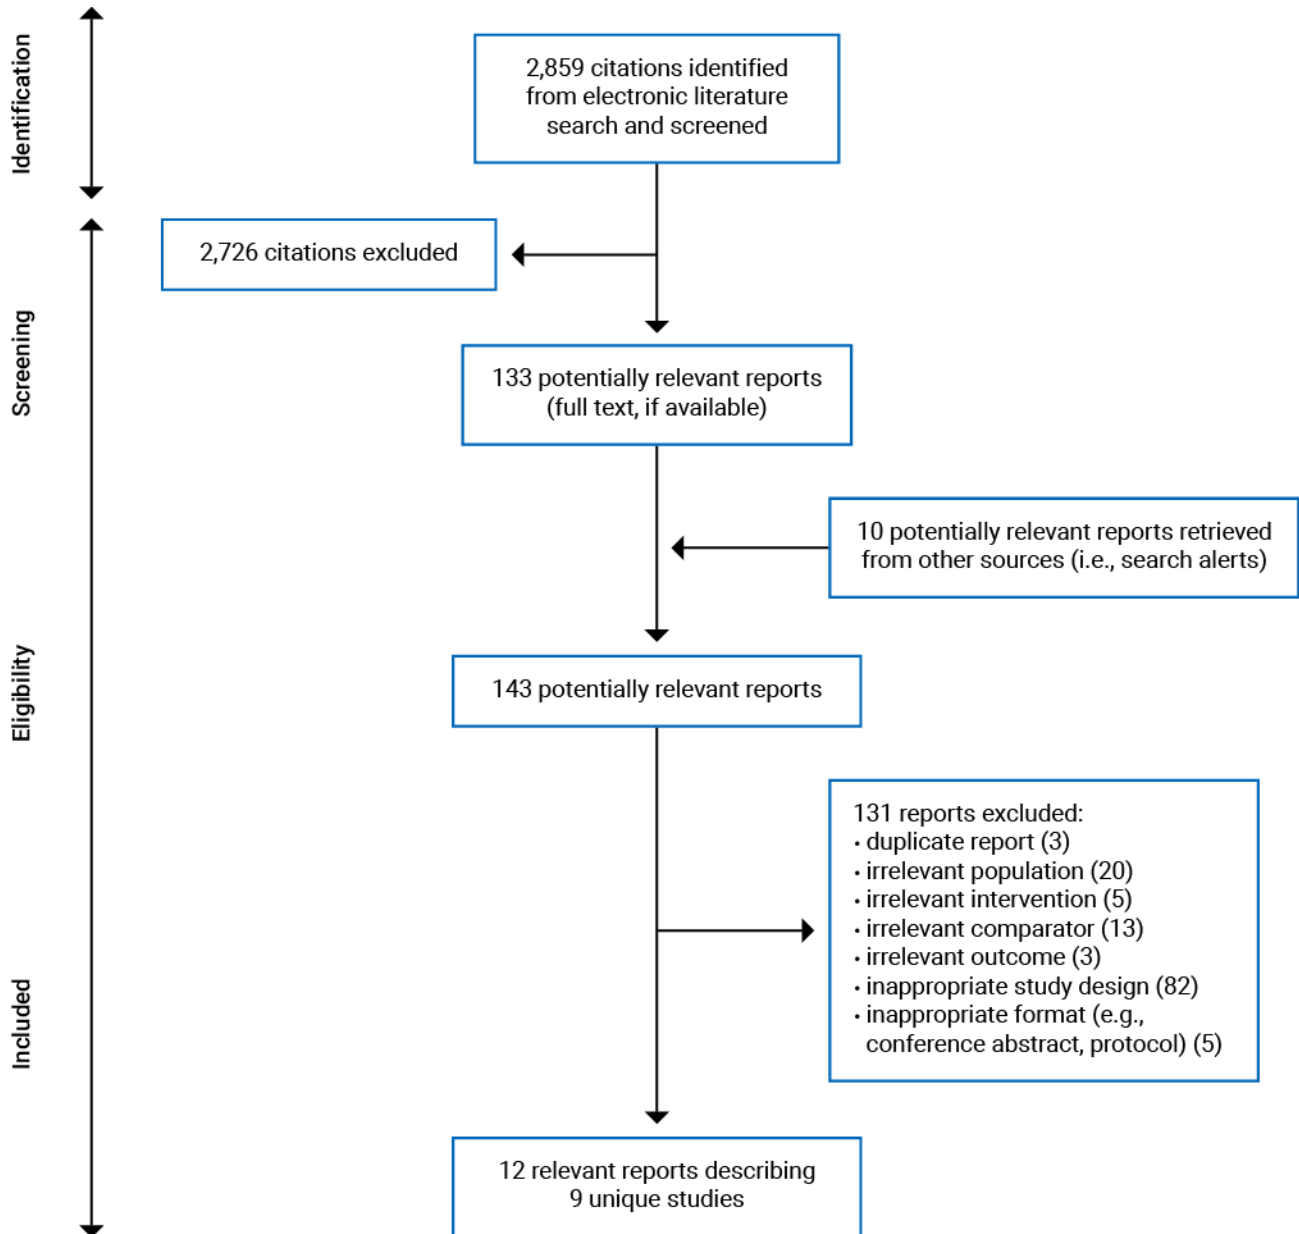 Identification
2,859 citations identified
from electronic literature
search and screened
2,726 citations excluded
Screening
133 potentially relevant reports
(full text, if available)
10 potentially relevant reports retrieved
from other sources (i.e., search alerts)
Eligibility
143 potentially relevant reports
131 reports excluded:
• duplicate report (3)
• irrelevant population (20)
• irrelevant intervention (5)
• irrelevant comparator (13)
• irrelevant outcome (3)
• inappropriate study design (82)
• inappropriate format (e.g.,
conference abstract, protocol) (5)
Included
12 relevant reports describing
9 unique studies